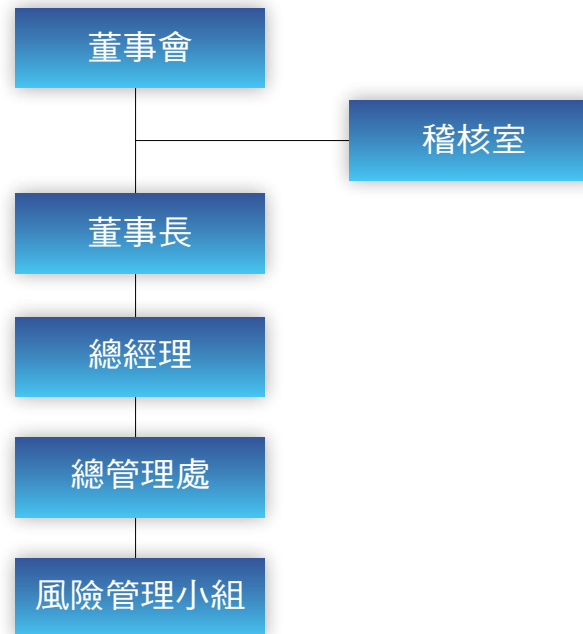 董事會
稽核室
董事長
總經理
總管理處
風險管理小組